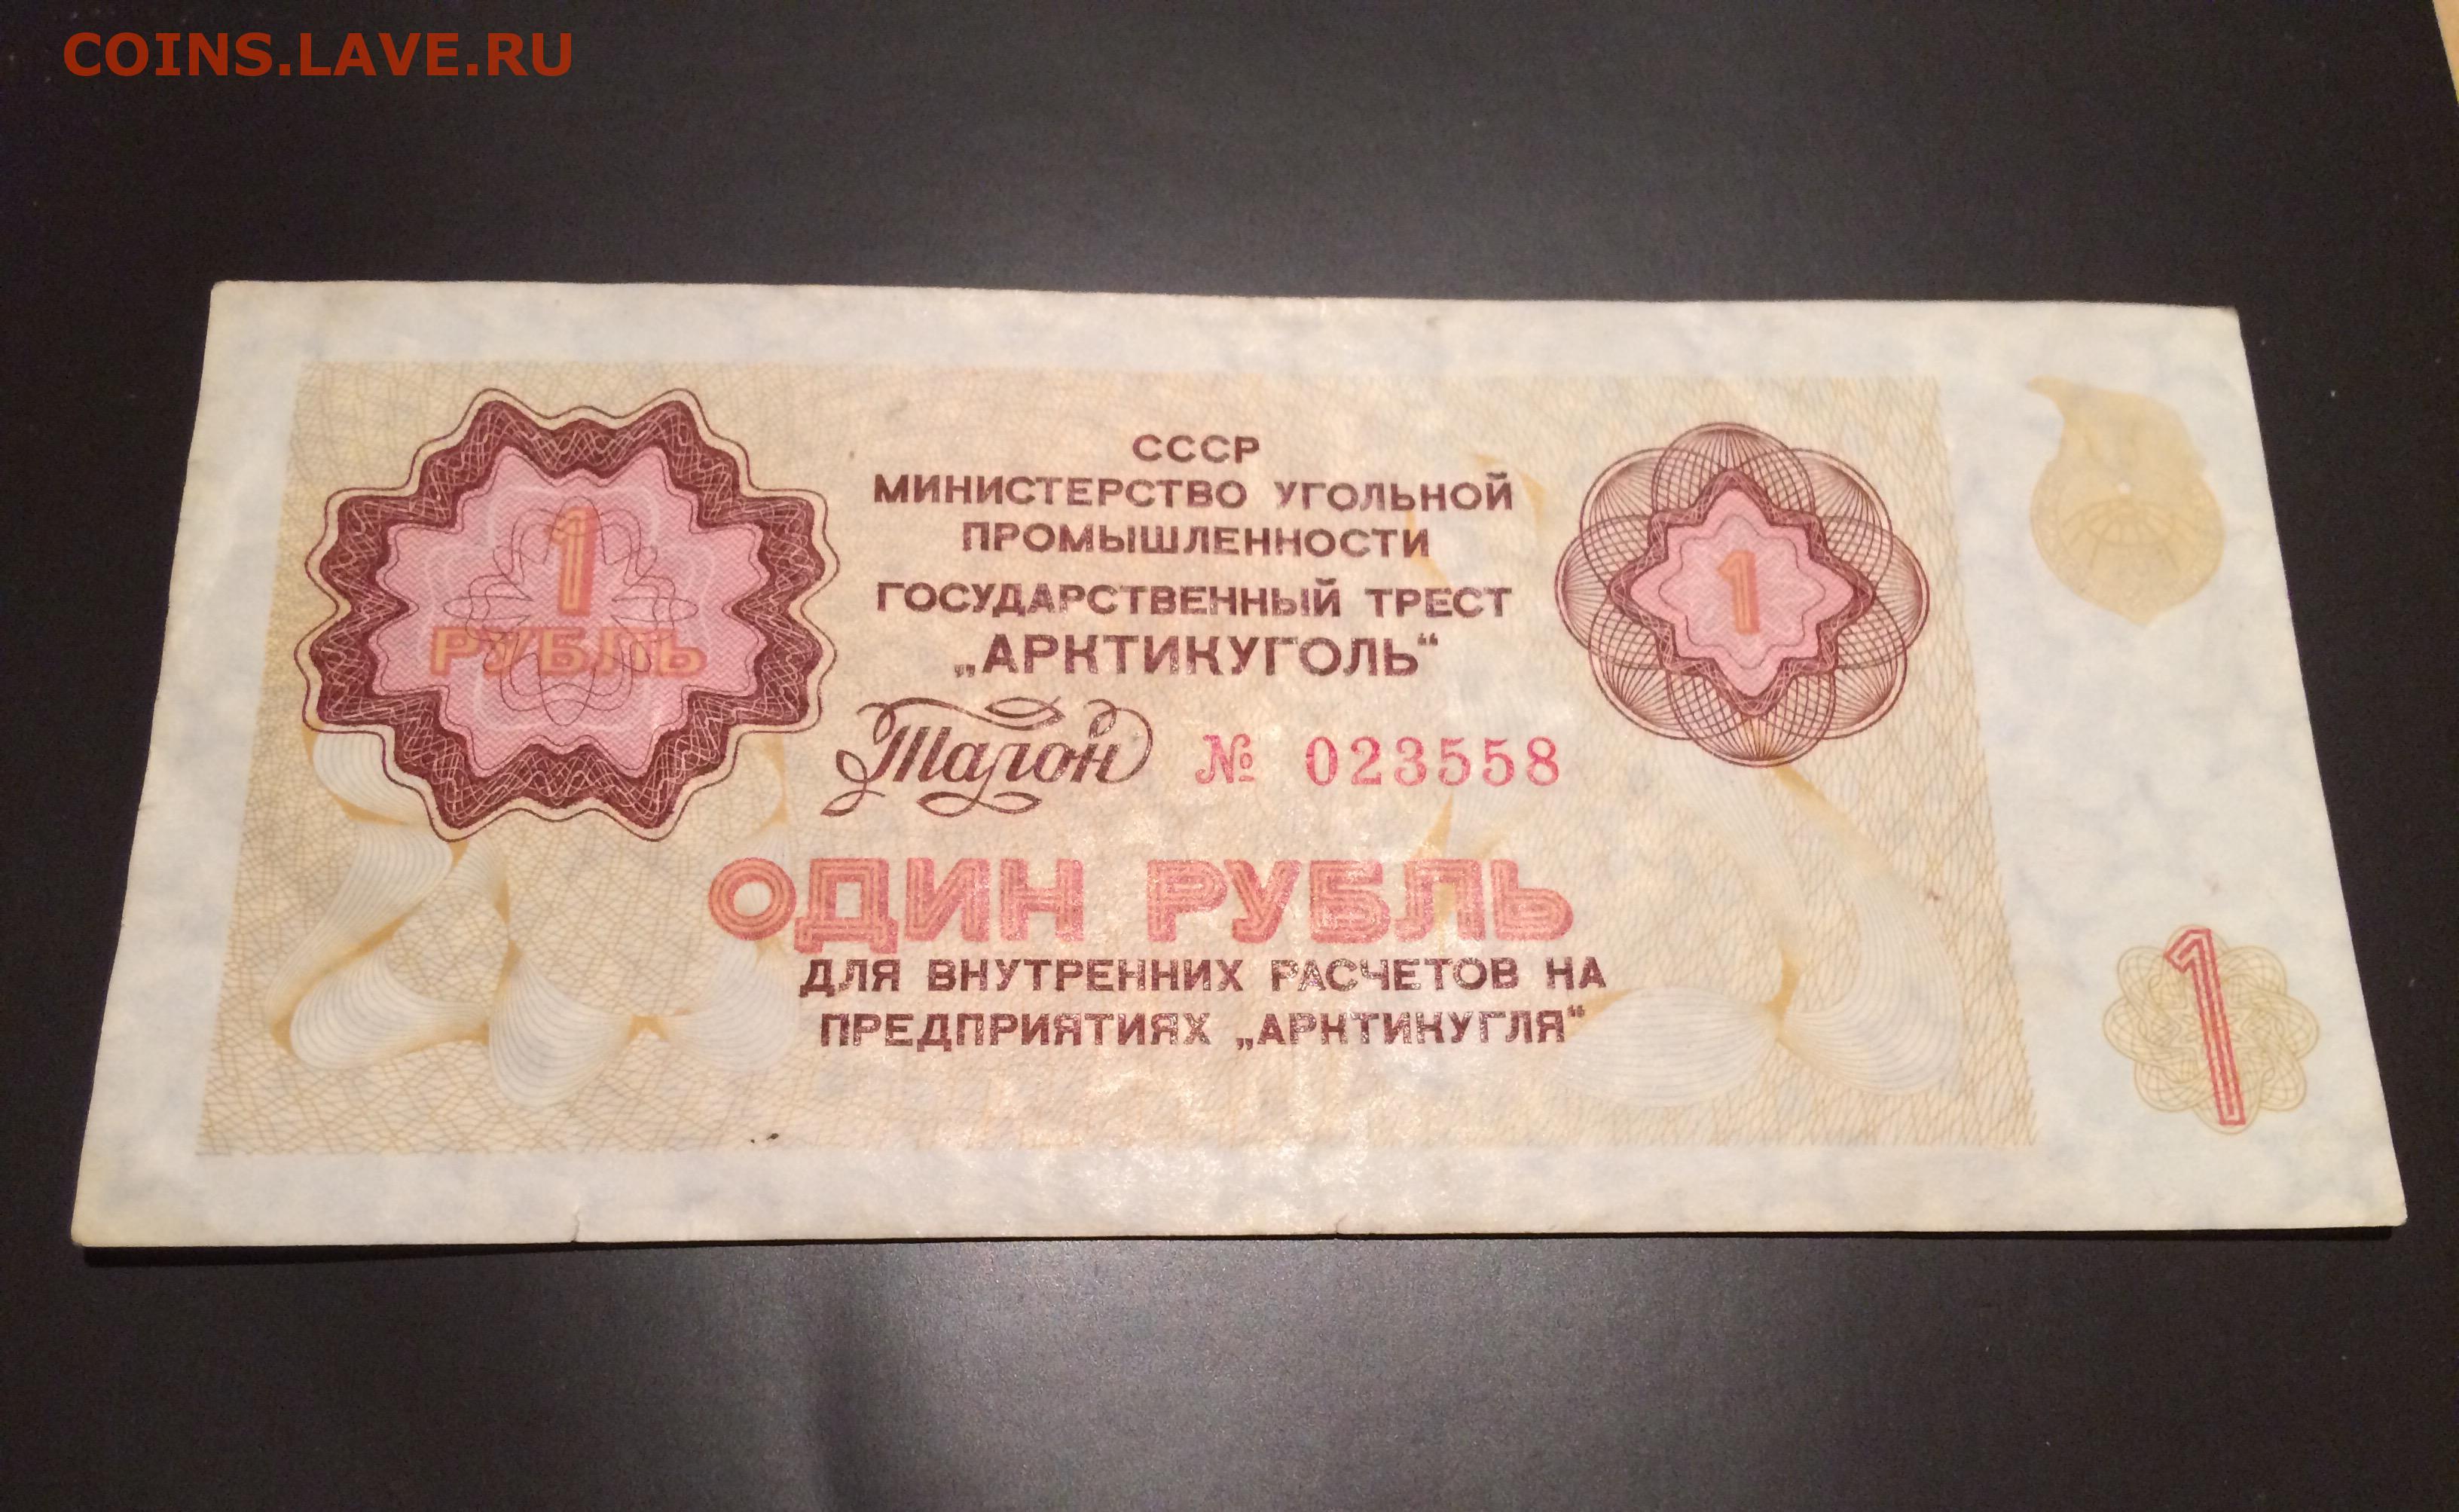 COINS.LAVE.RU
СССР
МИНИСТЕРСТВО УГОЛЬНОЙ
ПРОМЫШЛЕННОСТИ
ГОСУДАРСТВЕННЫЙ ТРЕСТ
„АРКТИКУГОЛЬ“
1
РУБЛЬ
1
Талон № 023558
ОДИН РУБЛЬ
ДЛЯ ВНУТРЕННИХ РАСЧЕТОВ НА
ПРЕДПРИЯТИЯХ „АРКТИКУГЛЯ“
1